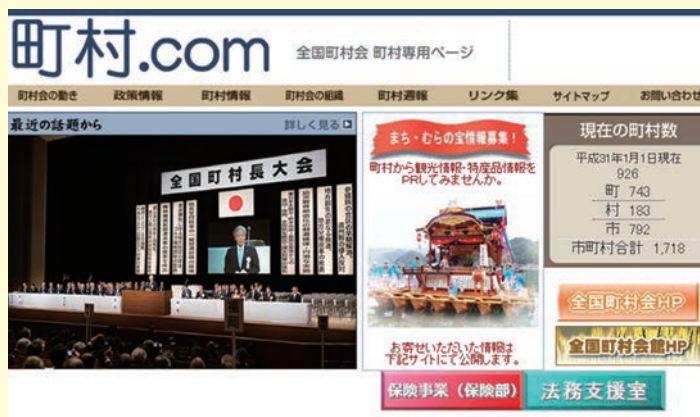 町村.com 全国町村会 町村専用ページ
町村会の動き 政策情報 町村情報 町村会の組織 町村週報 リンク集 サイトマップ お問い合わせ
最近の話題から 詳しく見る
全国町村長大会
まち・むらの宝情報募集!
町村から観光情報・特産品情報を
PRしてみませんか。
お寄せいただいた情報は
下記サイトにて公開します。
現在の町村数
平成31年1月1日現在
926
町 743
村 183
市 792
市町村合計 1,718
全国町村会HP
全国町村会館HP
保険事業(保険部) 法務支援室